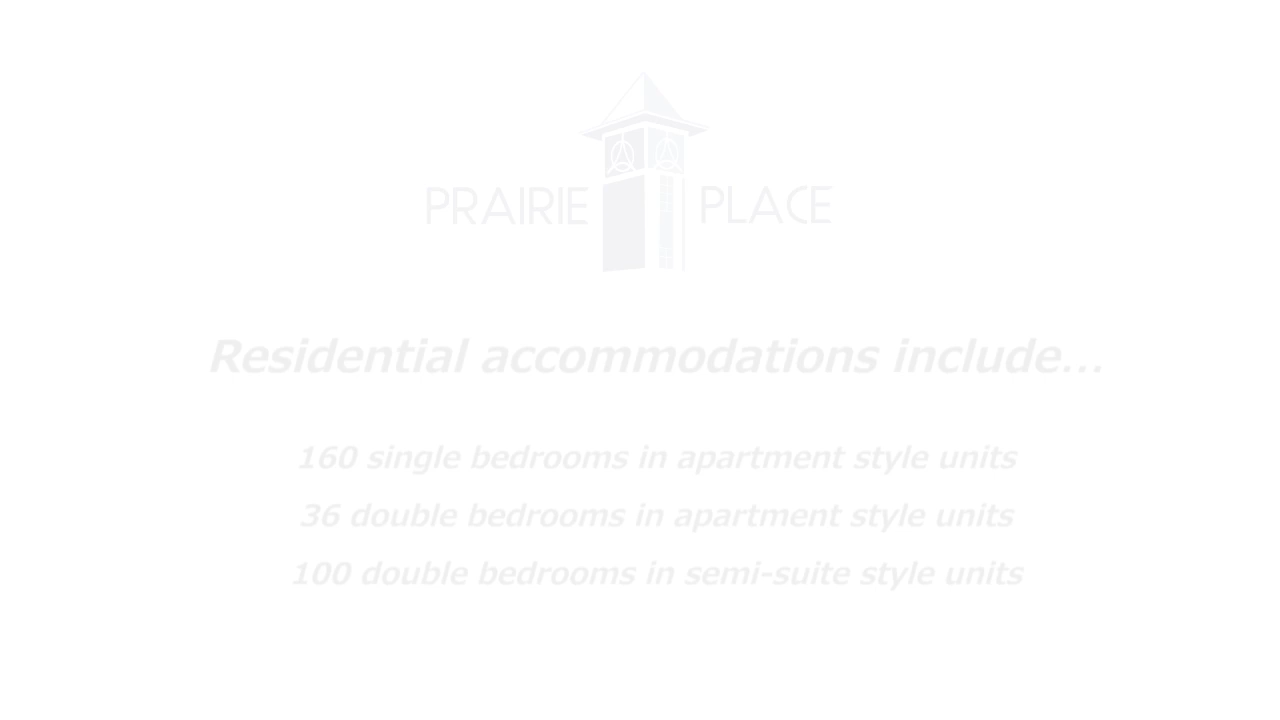 PRAIRIE PLACE
Residential accommodations include...
160 single bedrooms in apartment style units
36 double bedrooms in apartment style units
100 double bedrooms in semi-suite style units